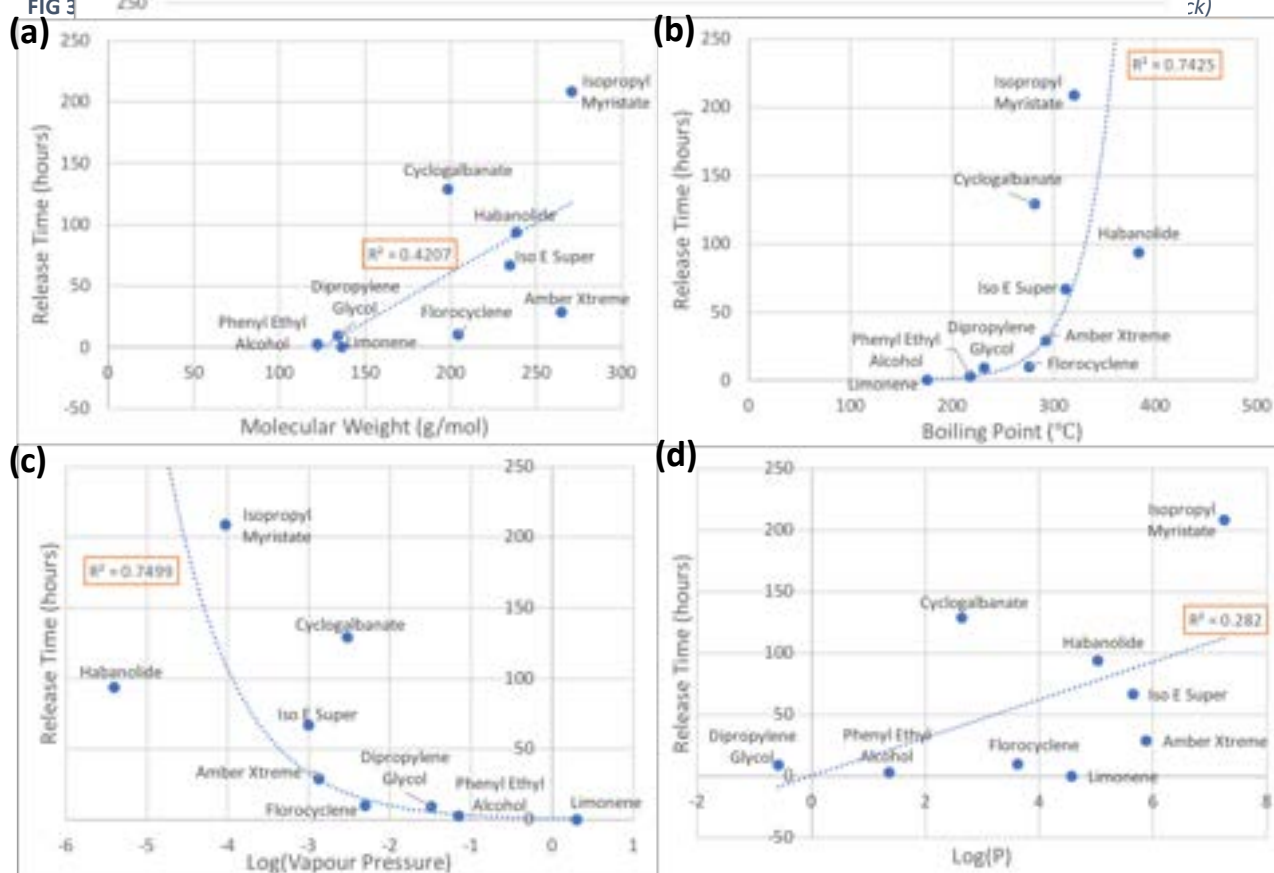 250
FIG 3
ck)
(a)
250
200
150
100
50
0
-50
0
50
100
150
200
250
300
Release Time (hours)
Molecular Weight (g/mol)
Isopropyl
Myristate
Cyclogalbanate
Habanolide
R² = 0.4207
Iso E Super
Dipropylene
Glycol
Amber Xtreme
Florocyclene
Phenyl Ethyl
Alcohol
Limonene
(b)
250
200
150
100
50
0
0
100
200
300
400
500
Release Time (hours)
Boiling Point (°C)
R² = 0.7425
Isopropyl
Myristate
Cyclogalbanate
Habanolide
Iso E Super
Dipropylene
Glycol
Amber Xtreme
Phenyl Ethyl
Alcohol
Florocyclene
Limonene
(c)
250
200
150
100
50
0
-6
-5
-4
-3
-2
-1
0
1
Release Time (hours)
Log(Vapour Pressure)
Isopropyl
Myristate
R² = 0.7499
Cyclogalbanate
Habanolide
Iso E Super
Amber Xtreme
Dipropylene
Glycol
Phenyl Ethyl
Alcohol
Florocyclene
Limonene
(d)
250
200
150
100
50
0
-50
-2
0
2
4
6
8
Release Time (hours)
Log(P)
Isopropyl
Myristate
Cyclogalbanate
R² = 0.282
Habanolide
Iso E Super
Dipropylene
Glycol
Phenyl Ethyl
Alcohol
Florocyclene
Amber Xtreme
Limonene